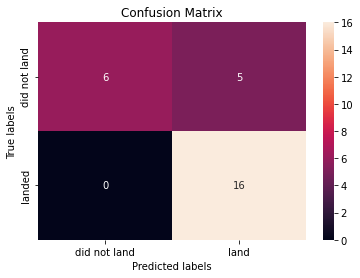 Confusion Matrix
True labels
did not land
landed
6
5
0
16
did not land
land
Predicted labels
16
14
12
10
8
6
4
2
0